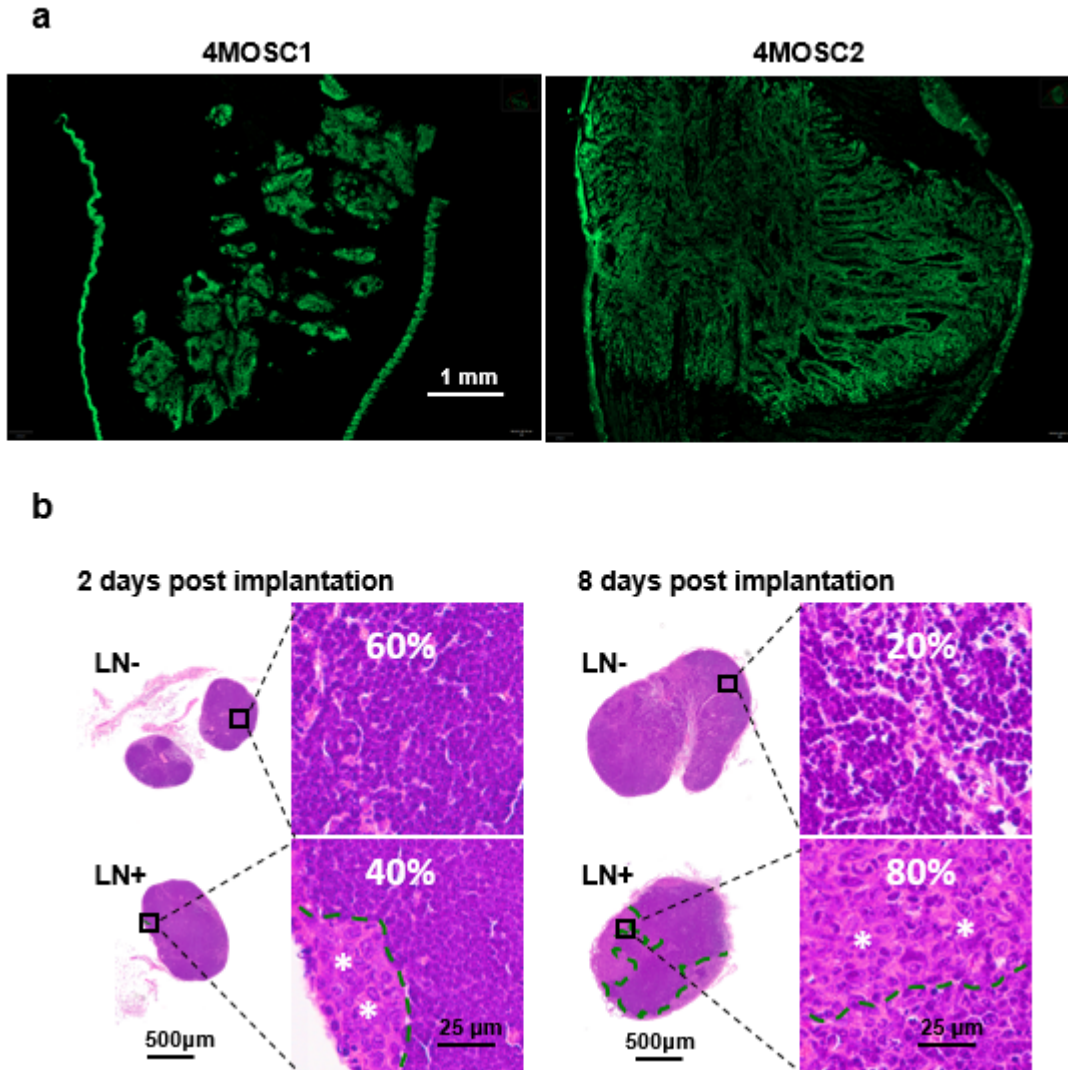 a
4MOSC1 4MOSC2
1 mm
b
2 days post implantation 8 days post implantation
LN- 60% LN- 20%
LN+ 40% LN+ 80%
* * * *
500µm 25 µm 500µm 25 µm